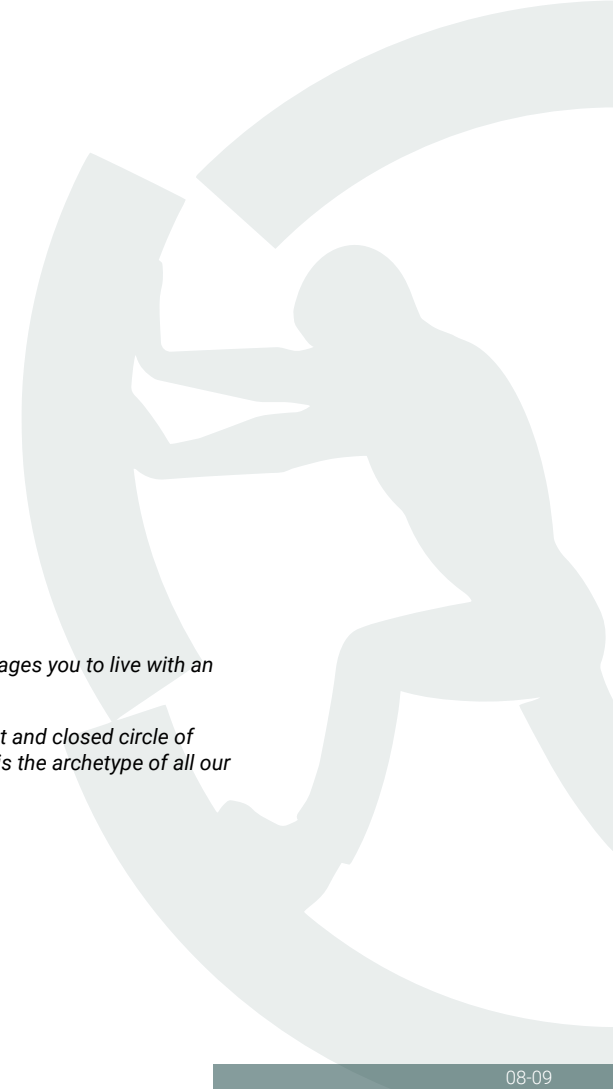 ages you to live with an
t and closed circle of
is the archetype of all our
08-09